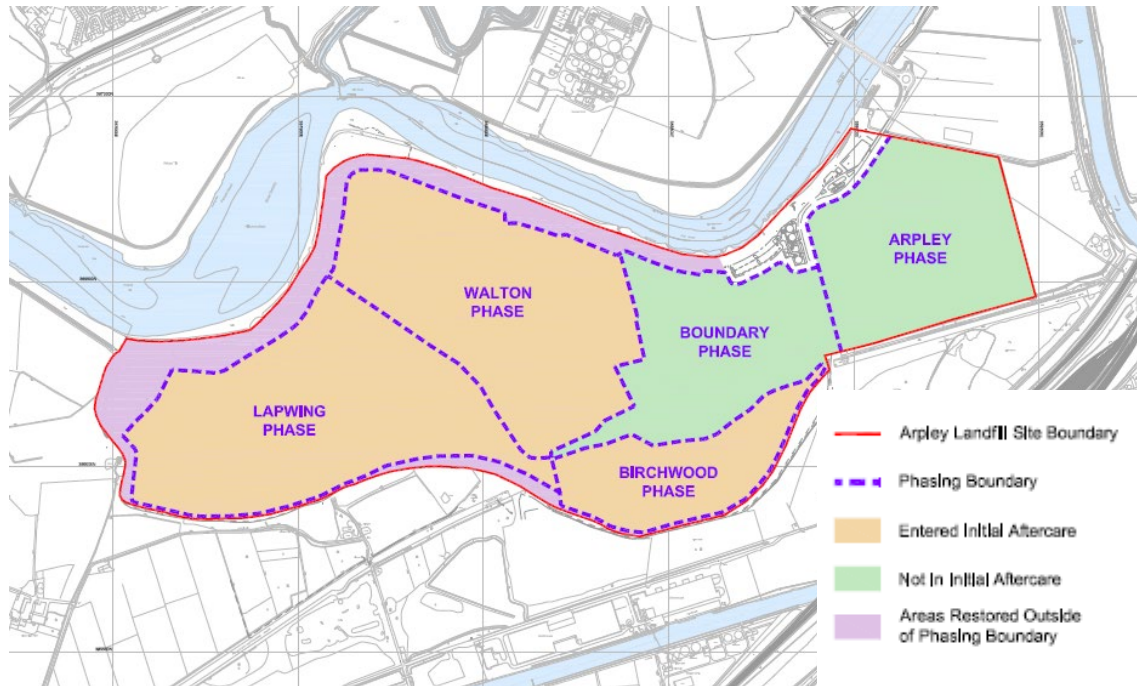 ARPLEY
PHASE
WALTON
PHASE
BOUNDARY
PHASE
LAPWING
PHASE
BIRCHWOOD
PHASE
Arpley Landfill Site Boundary
Phasing Boundary
Entered Initial Aftercare
Not In Initial Aftercare
Areas Restored Outside
of Phasing Boundary